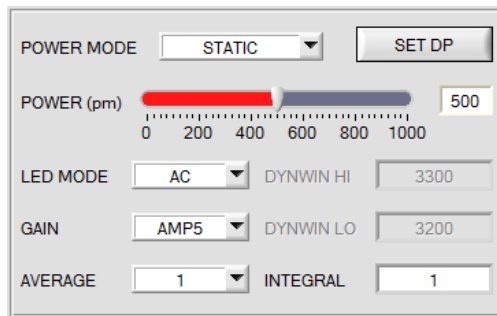 POWER MODE STATIC SET DP
POWER (pm) 500
0 200 400 600 800 1000
LED MODE AC DYNWIN HI 3300
GAIN AMP5 DYNWIN LO 3200
AVERAGE 1 INTEGRAL 1